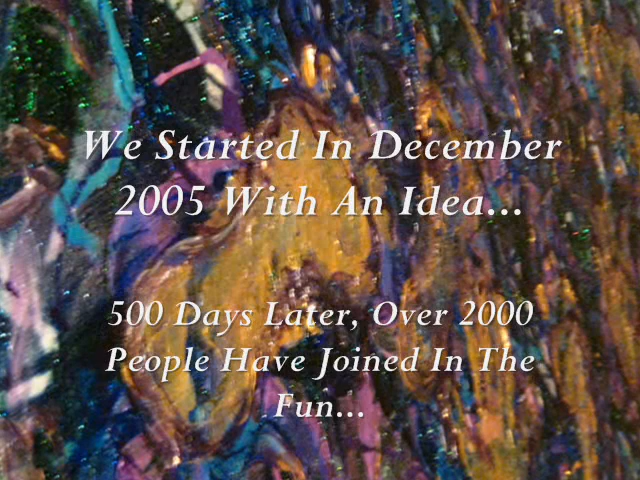 We Started In December
2005 With An Idea...
500 Days Later, Over 2000
People Have Joined In The
Fun...